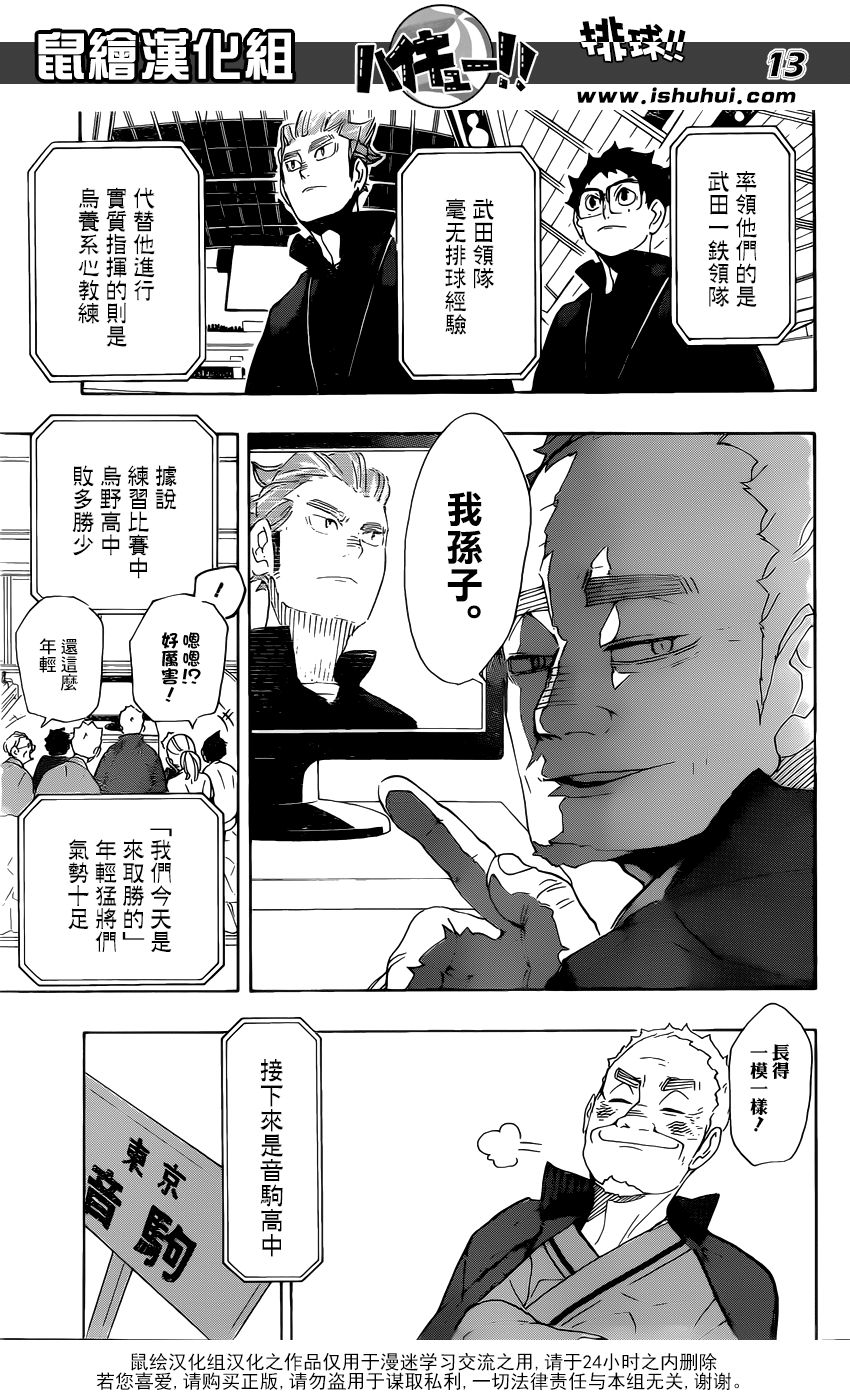 鼠繪漢化組
ハイキュー!!
排球!!
13
www.ishuhui.com
率領他們的是
武田一鉄領隊
武田領隊
毫无排球經驗
代替他進行
實質指揮的則是
烏養系心教練
我孫子。
據說
練習比賽中
烏野高中
敗多勝少
!
嗯嗯!?
好厲害!
還這麼
年輕
「我們今天是
來取勝的」
年輕猛將們
氣勢十足
長得
一模一樣!
接下來是音駒高中
東京
音駒
鼠绘汉化组汉化之作品仅用于漫迷学习交流之用, 请于24小时之内删除
若您喜爱, 请购买正版, 请勿盗用于谋取私利, 一切法律责任与本组无关, 谢谢。